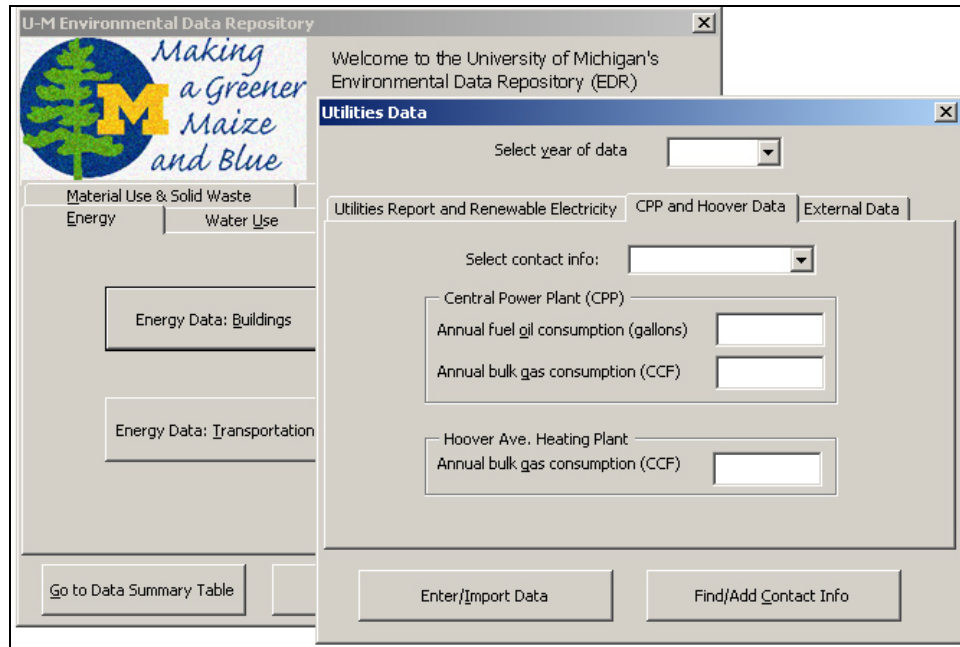 U-M Environmental Data Repository
Making
a Greener
Maize
and Blue
M
Welcome to the University of Michigan's
Environmental Data Repository (EDR)
Material Use & Solid Waste
Energy
Water Use
Energy Data: Buildings
Energy Data: Transportation
Go to Data Summary Table
Utilities Data
Select year of data
Utilities Report and Renewable Electricity
CPP and Hoover Data
External Data
Select contact info:
Central Power Plant (CPP)
Annual fuel oil consumption (gallons)
Annual bulk gas consumption (CCF)
Hoover Ave. Heating Plant
Annual bulk gas consumption (CCF)
Enter/Import Data
Find/Add Contact Info